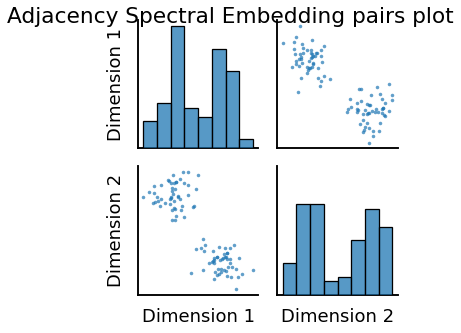 Adjacency Spectral Embedding pairs plot
Dimension 1
Dimension 2
Dimension 1
Dimension 2